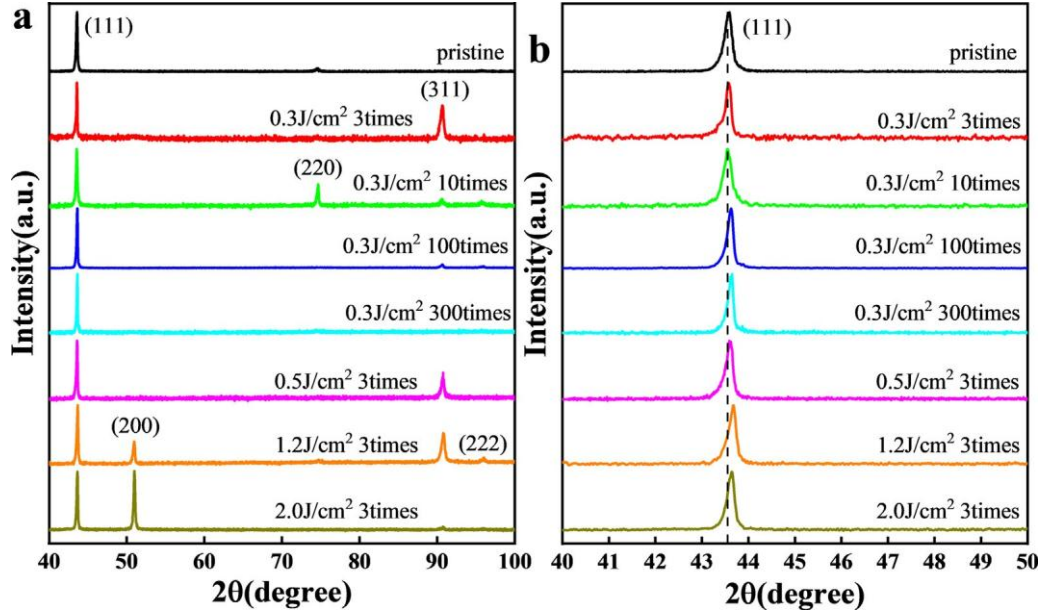 a
(111)
pristine
(311)
0.3J/cm² 3times
(220)
0.3J/cm² 10times
0.3J/cm² 100times
0.3J/cm² 300times
0.5J/cm² 3times
(200)
1.2J/cm² 3times
(222)
2.0J/cm² 3times
Intensity(a.u.)
40 50 60 70 80 90 100
2θ(degree)
b
(111)
pristine
0.3J/cm² 3times
0.3J/cm² 10times
0.3J/cm² 100times
0.3J/cm² 300times
0.5J/cm² 3times
1.2J/cm² 3times
2.0J/cm² 3times
Intensity(a.u.)
40 41 42 43 44 45 46 47 48 49 50
2θ(degree)